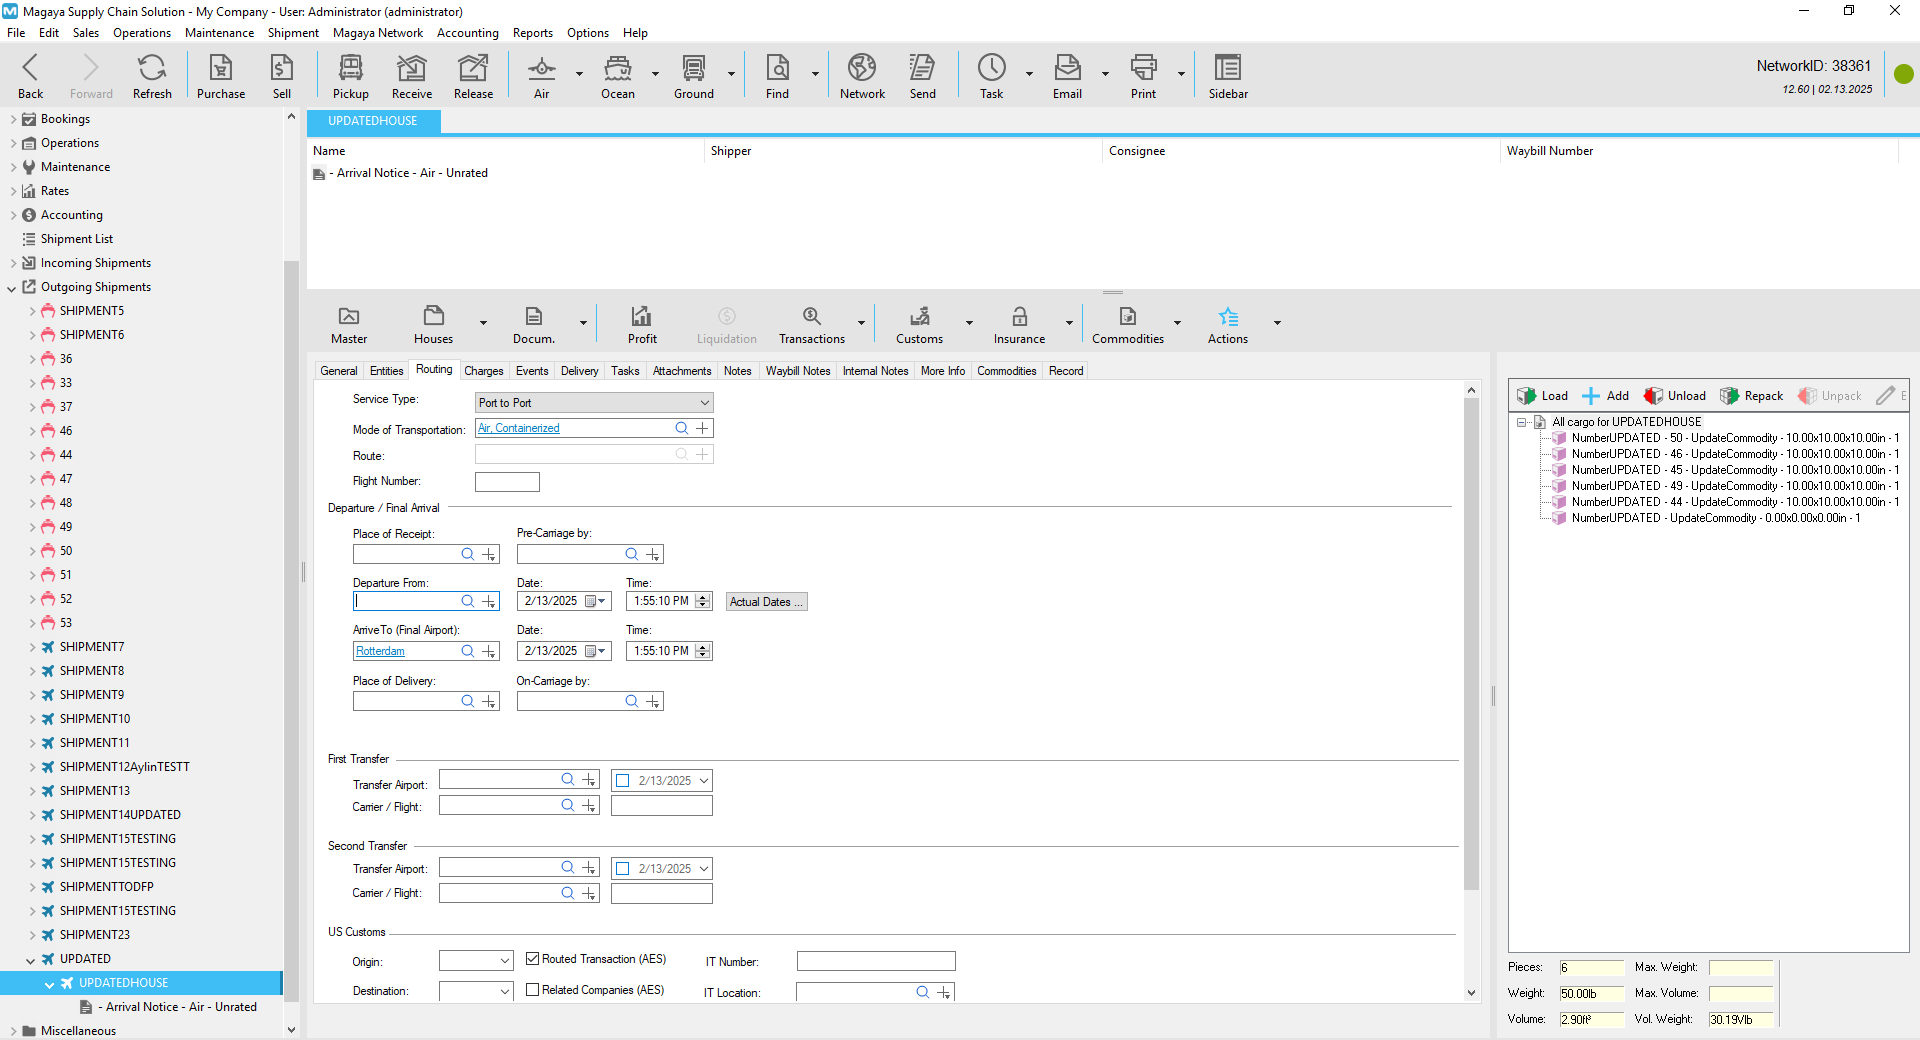 Magaya Supply Chain Solution - My Company - User: Administrator (administrator)
File Edit Sales Operations Maintenance Shipment Magaya Network Accounting Reports Options Help
Back Forward Refresh Purchase Sell Pickup Receive Release Air Ocean Ground Find Network Send Task Email Print Sidebar
NetworkID: 38361
12.60 | 02.13.2025
Bookings
Operations
Maintenance
Rates
Accounting
Shipment List
Incoming Shipments
Outgoing Shipments
SHIPMENT5
SHIPMENT6
36
33
37
46
44
47
48
49
50
51
52
53
SHIPMENT7
SHIPMENT8
SHIPMENT9
SHIPMENT10
SHIPMENT11
SHIPMENT12AylinTESTT
SHIPMENT13
SHIPMENT14UPDATED
SHIPMENT15TESTING
SHIPMENT15TESTING
SHIPMENTTODFP
SHIPMENT15TESTING
SHIPMENT23
UPDATED
UPDATEDHOUSE
- Arrival Notice - Air - Unrated
Miscellaneous
UPDATEDHOUSE
Name Shipper Consignee Waybill Number
- Arrival Notice - Air - Unrated
Master Houses Docum. Profit Liquidation Transactions Customs Insurance Commodities Actions
General Entities Routing Charges Events Delivery Tasks Attachments Notes Waybill Notes Internal Notes More Info Commodities Record
Service Type: Port to Port
Mode of Transportation: Air, Containerized
Route:
Flight Number:
Departure / Final Arrival
Place of Receipt: Pre-Carriage by:
Departure From: Date: Time:
2/13/2025 1:55:10 PM Actual Dates ...
ArriveTo (Final Airport): Date: Time:
Rotterdam 2/13/2025 1:55:10 PM
Place of Delivery: On-Carriage by:
First Transfer
Transfer Airport: 2/13/2025
Carrier / Flight:
Second Transfer
Transfer Airport: 2/13/2025
Carrier / Flight:
US Customs
Origin: Routed Transaction (AES) IT Number:
Destination: Related Companies (AES) IT Location:
Load Add Unload Repack Unpack E
All cargo for UPDATEDHOUSE
NumberUPDATED - 50 - UpdateCommodity - 10.00x10.00x10.00in - 1
NumberUPDATED - 46 - UpdateCommodity - 10.00x10.00x10.00in - 1
NumberUPDATED - 45 - UpdateCommodity - 10.00x10.00x10.00in - 1
NumberUPDATED - 49 - UpdateCommodity - 10.00x10.00x10.00in - 1
NumberUPDATED - 44 - UpdateCommodity - 10.00x10.00x10.00in - 1
NumberUPDATED - UpdateCommodity - 0.00x0.00x0.00in - 1
Pieces: 6 Max. Weight:
Weight: 50.00lb Max. Volume:
Volume: 2.90ft³ Vol. Weight: 30.19Vlb